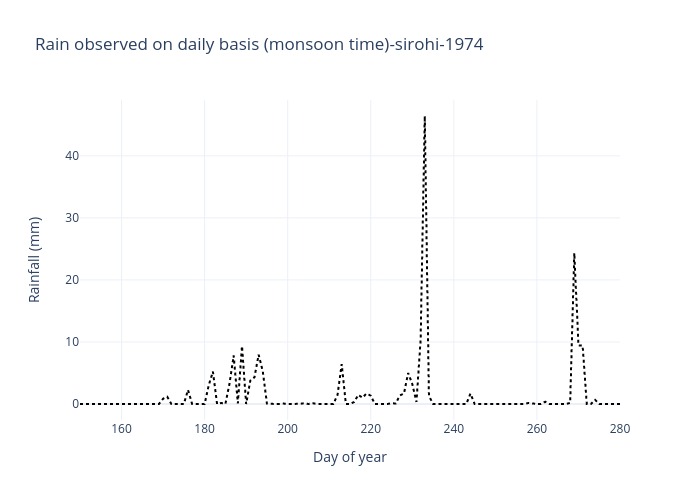 Rain observed on daily basis (monsoon time)-sirohi-1974
Rainfall (mm)
40
30
20
10
0
160 180 200 220 240 260 280
Day of year